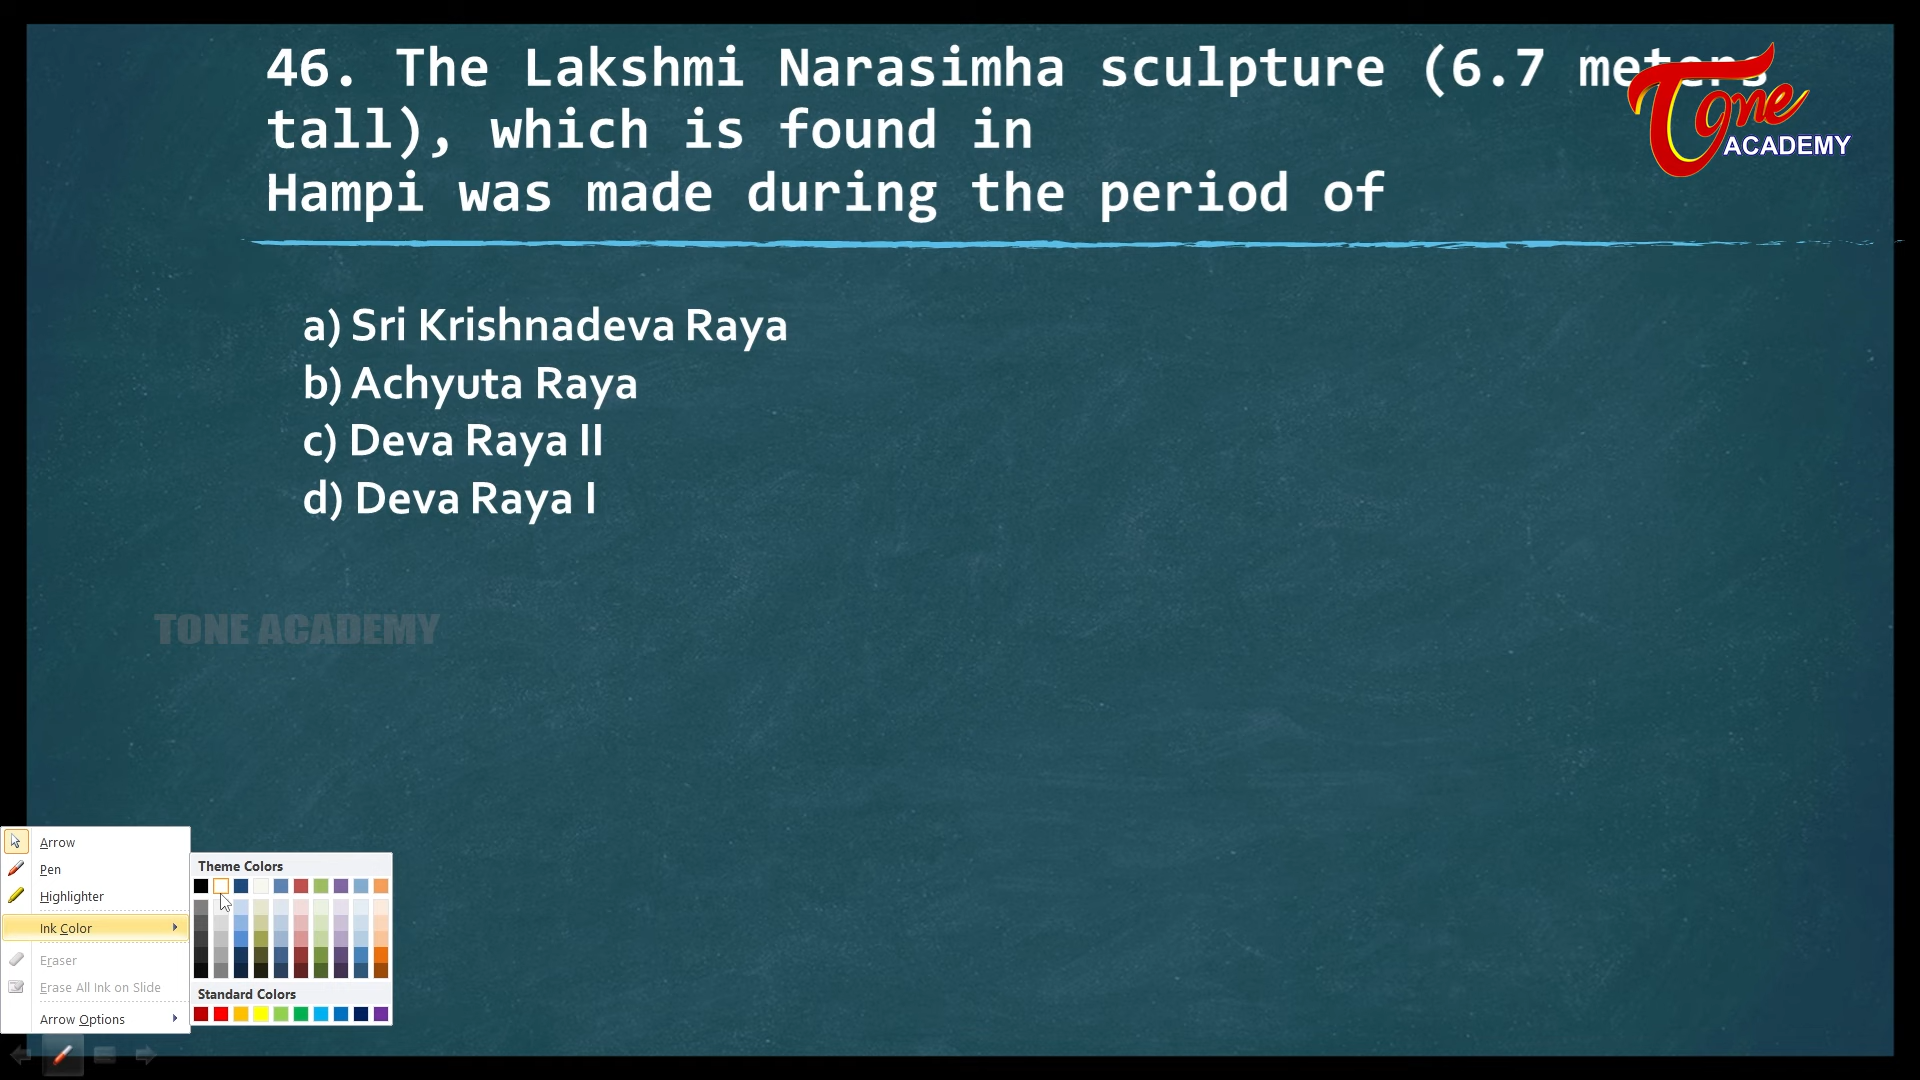 46. The Lakshmi Narasimha sculpture (6.7 meters
tall), which is found in
Hampi was made during the period of
Tone
ACADEMY
a) Sri Krishnadeva Raya
b) Achyuta Raya
c) Deva Raya II
d) Deva Raya I
TONE ACADEMY
Arrow
Pen
Highlighter
Ink Color
Eraser
Erase All Ink on Slide
Arrow Options
Theme Colors
Standard Colors